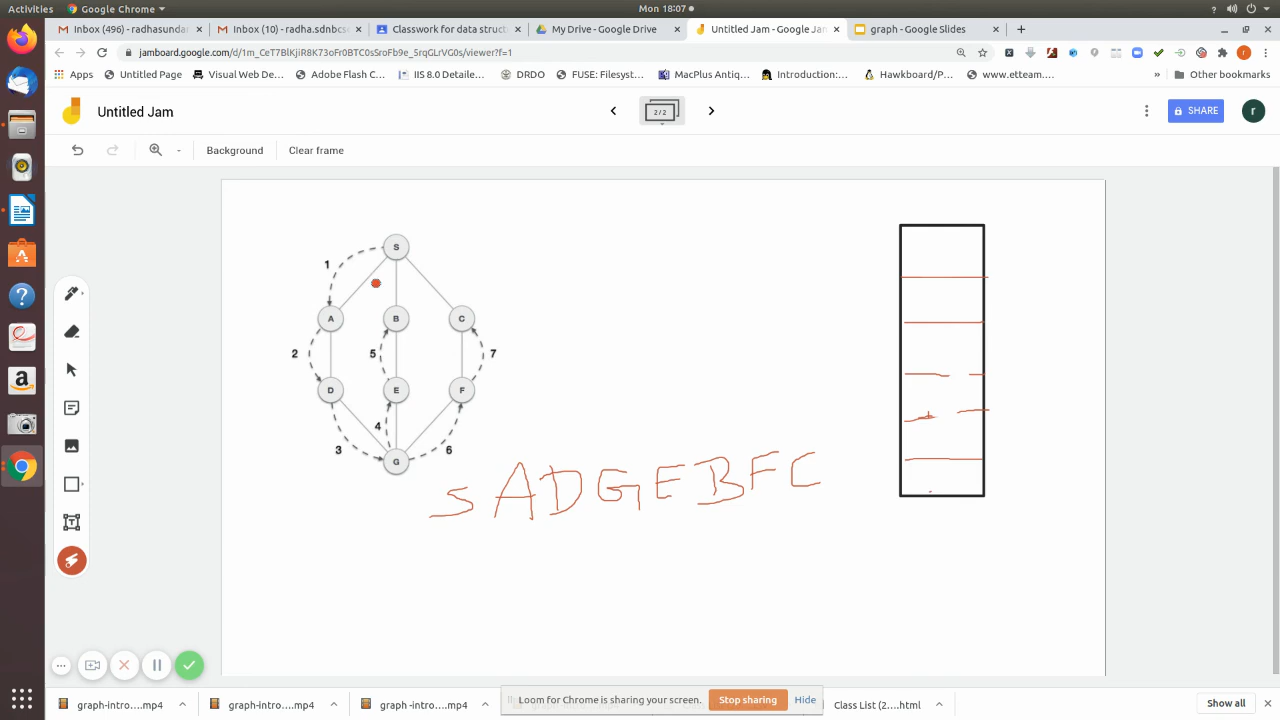 Activities
Google Chrome
Mon 18:07
Inbox (496) - radhasundar
Inbox (10) - radha.sdnbcs
Classwork for data struct
My Drive - Google Drive
Untitled Jam - Google Jam
graph - Google Slides
jamboard.google.com/d/1m_CeT7BlKjiR8K73oFr0BTC0sSroFb9e_5rqGLrVG0s/viewer?f=1
Apps
Untitled Page
Visual Web De...
Adobe Flash C...
IIS 8.0 Detaile...
DRDO
FUSE: Filesyst...
MacPlus Antiq...
Introduction:...
Hawkboard/P...
www.etteam....
»
Other bookmarks
Untitled Jam
2/2
SHARE
r
Background
Clear frame
S
1
A
B
C
2
5
7
D
E
F
4
3
6
G
S A D G E B F C
Loom for Chrome is sharing your screen.
Stop sharing
Hide
graph-intro....mp4
graph-intro....mp4
graph -intro....mp4
Class List (2....html
Show all